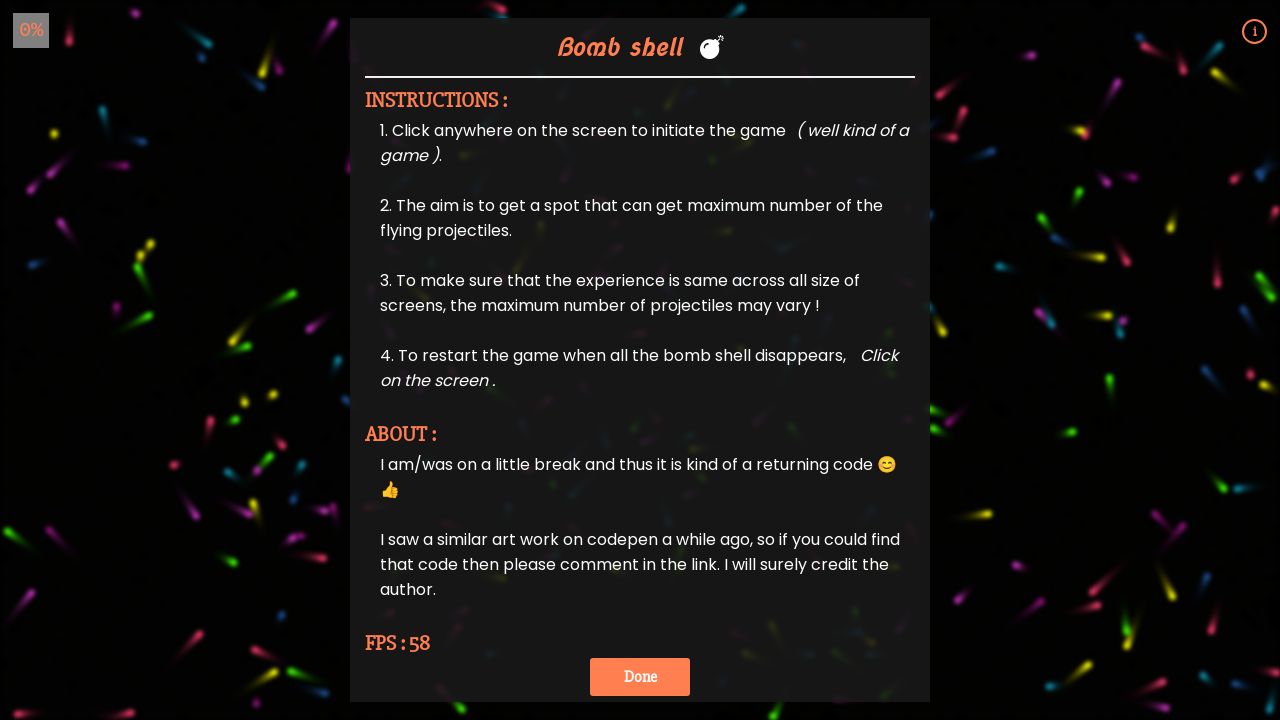 0%
i
Bomb shell 💣
INSTRUCTIONS :
1. Click anywhere on the screen to initiate the game ( well kind of a
game ).
2. The aim is to get a spot that can get maximum number of the
flying projectiles.
3. To make sure that the experience is same across all size of
screens, the maximum number of projectiles may vary !
4. To restart the game when all the bomb shell disappears, Click
on the screen .
ABOUT :
I am/was on a little break and thus it is kind of a returning code 😊
👍
I saw a similar art work on codepen a while ago, so if you could find
that code then please comment in the link. I will surely credit the
author.
FPS : 58
Done